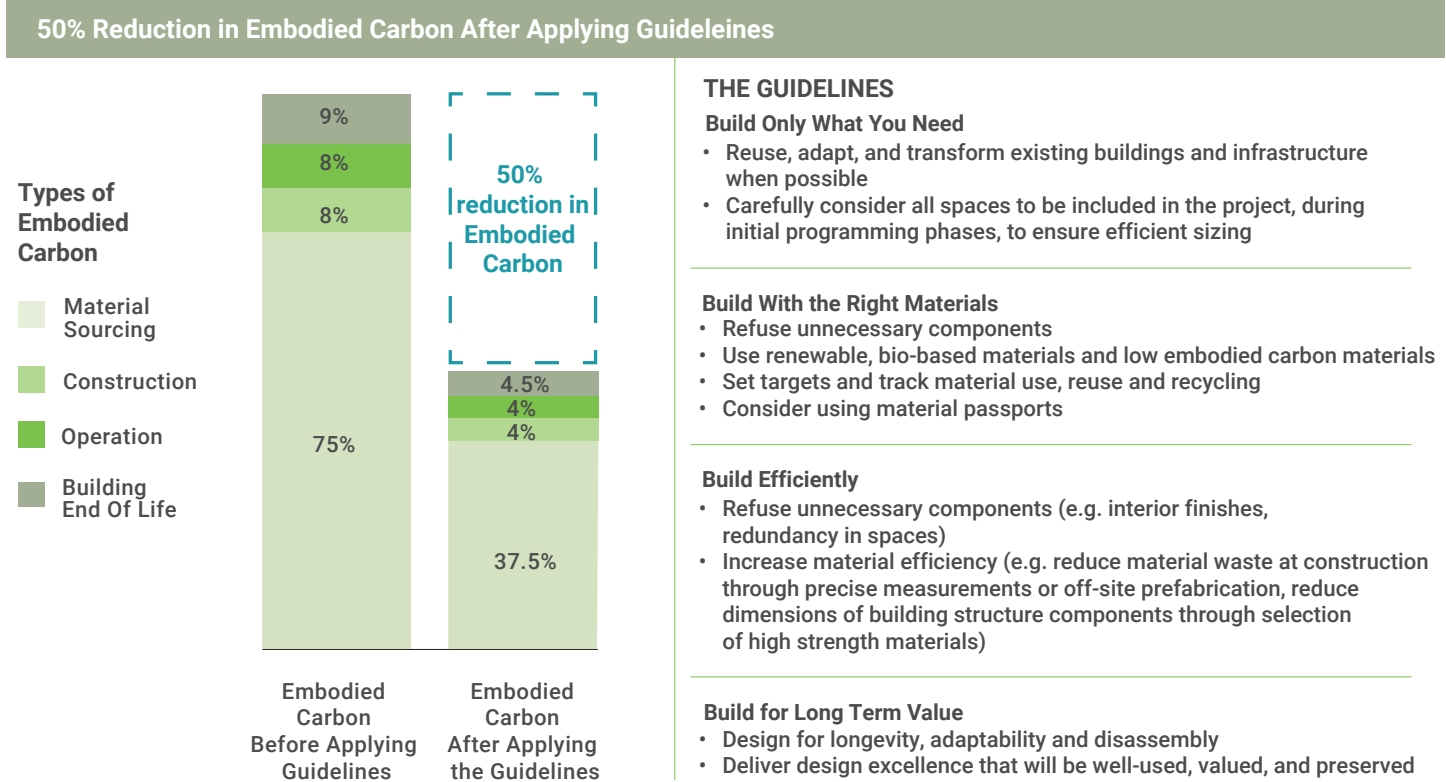 50% Reduction in Embodied Carbon After Applying Guideleines
Types of
Embodied
Carbon
Material
Sourcing
Construction
Operation
Building
End Of Life
9%
8%
8%
75%
50%
reduction in
Embodied
Carbon
4.5%
4%
4%
37.5%
Embodied
Carbon
Before Applying
Guidelines
Embodied
Carbon
After Applying
the Guidelines
THE GUIDELINES
Build Only What You Need
• Reuse, adapt, and transform existing buildings and infrastructure
when possible
• Carefully consider all spaces to be included in the project, during
initial programming phases, to ensure efficient sizing
Build With the Right Materials
• Refuse unnecessary components
• Use renewable, bio-based materials and low embodied carbon materials
• Set targets and track material use, reuse and recycling
• Consider using material passports
Build Efficiently
• Refuse unnecessary components (e.g. interior finishes,
redundancy in spaces)
• Increase material efficiency (e.g. reduce material waste at construction
through precise measurements or off-site prefabrication, reduce
dimensions of building structure components through selection
of high strength materials)
Build for Long Term Value
• Design for longevity, adaptability and disassembly
• Deliver design excellence that will be well-used, valued, and preserved